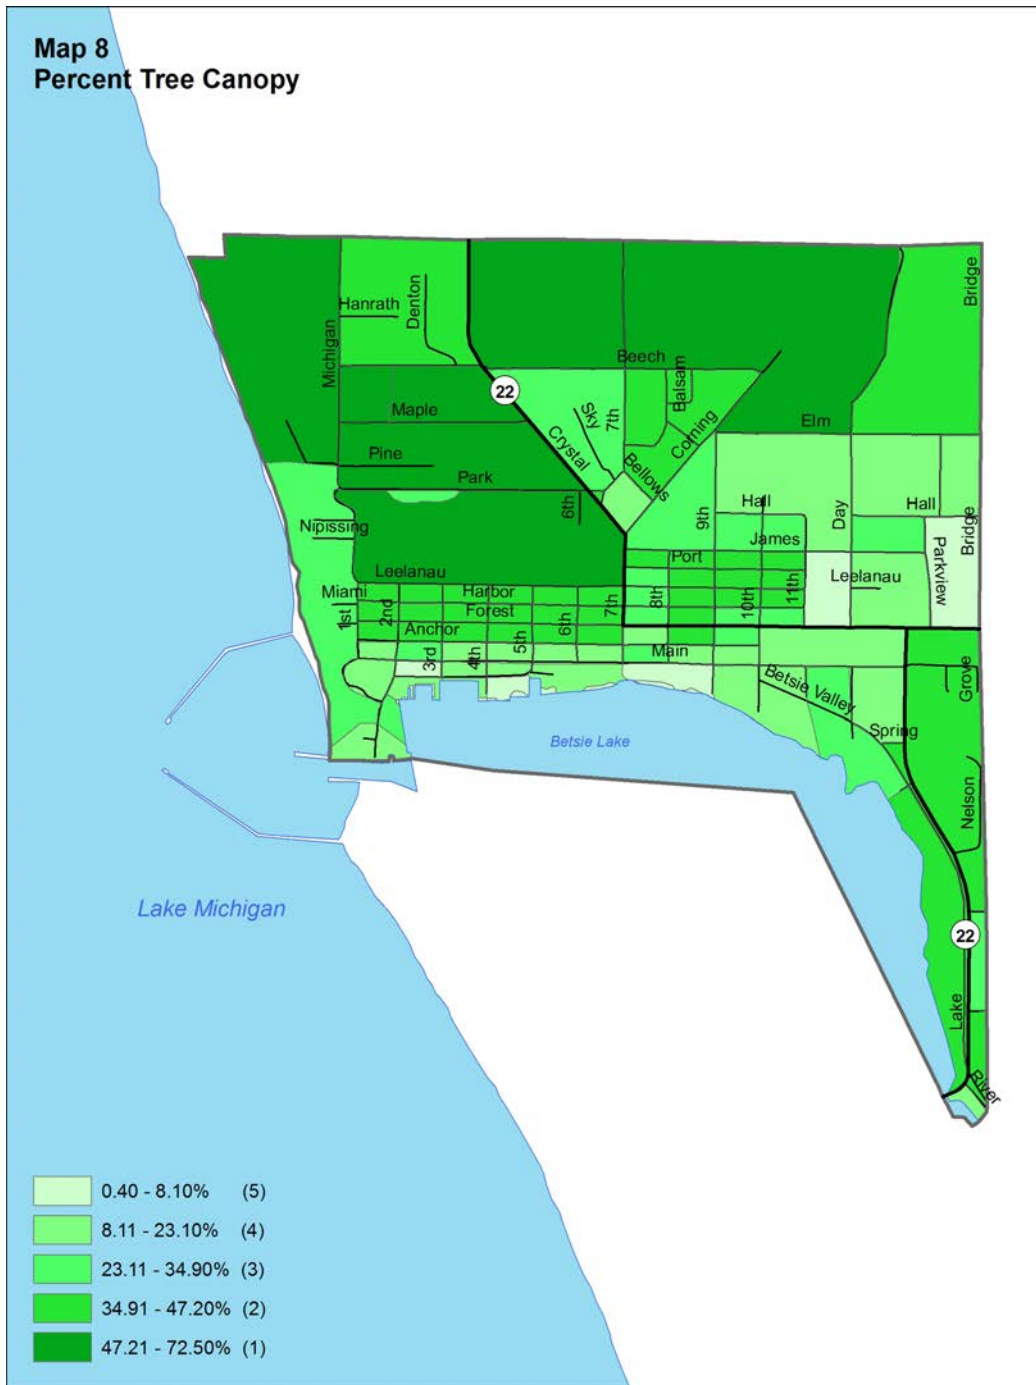 Map 8
Percent Tree Canopy
Bridge
Denton
Hanrath
Michigan
Beech
22
Balsam
Maple
Sky
7th
Corning
Elm
Crystal
Pine
Bellows
Park
6th
Hall
9th
Day
Hall
Nipissing
James
Bridge
Port
Parkview
Leelanau
Leelanau
11th
Miami
Harbor
1st
2nd
Forest
7th
8th
10th
Anchor
6th
5th
Main
3rd
4th
Betsie Valley
Grove
Spring
Betsie Lake
Nelson
Lake Michigan
22
Lake
River
0.40 - 8.10% (5)
8.11 - 23.10% (4)
23.11 - 34.90% (3)
34.91 - 47.20% (2)
47.21 - 72.50% (1)